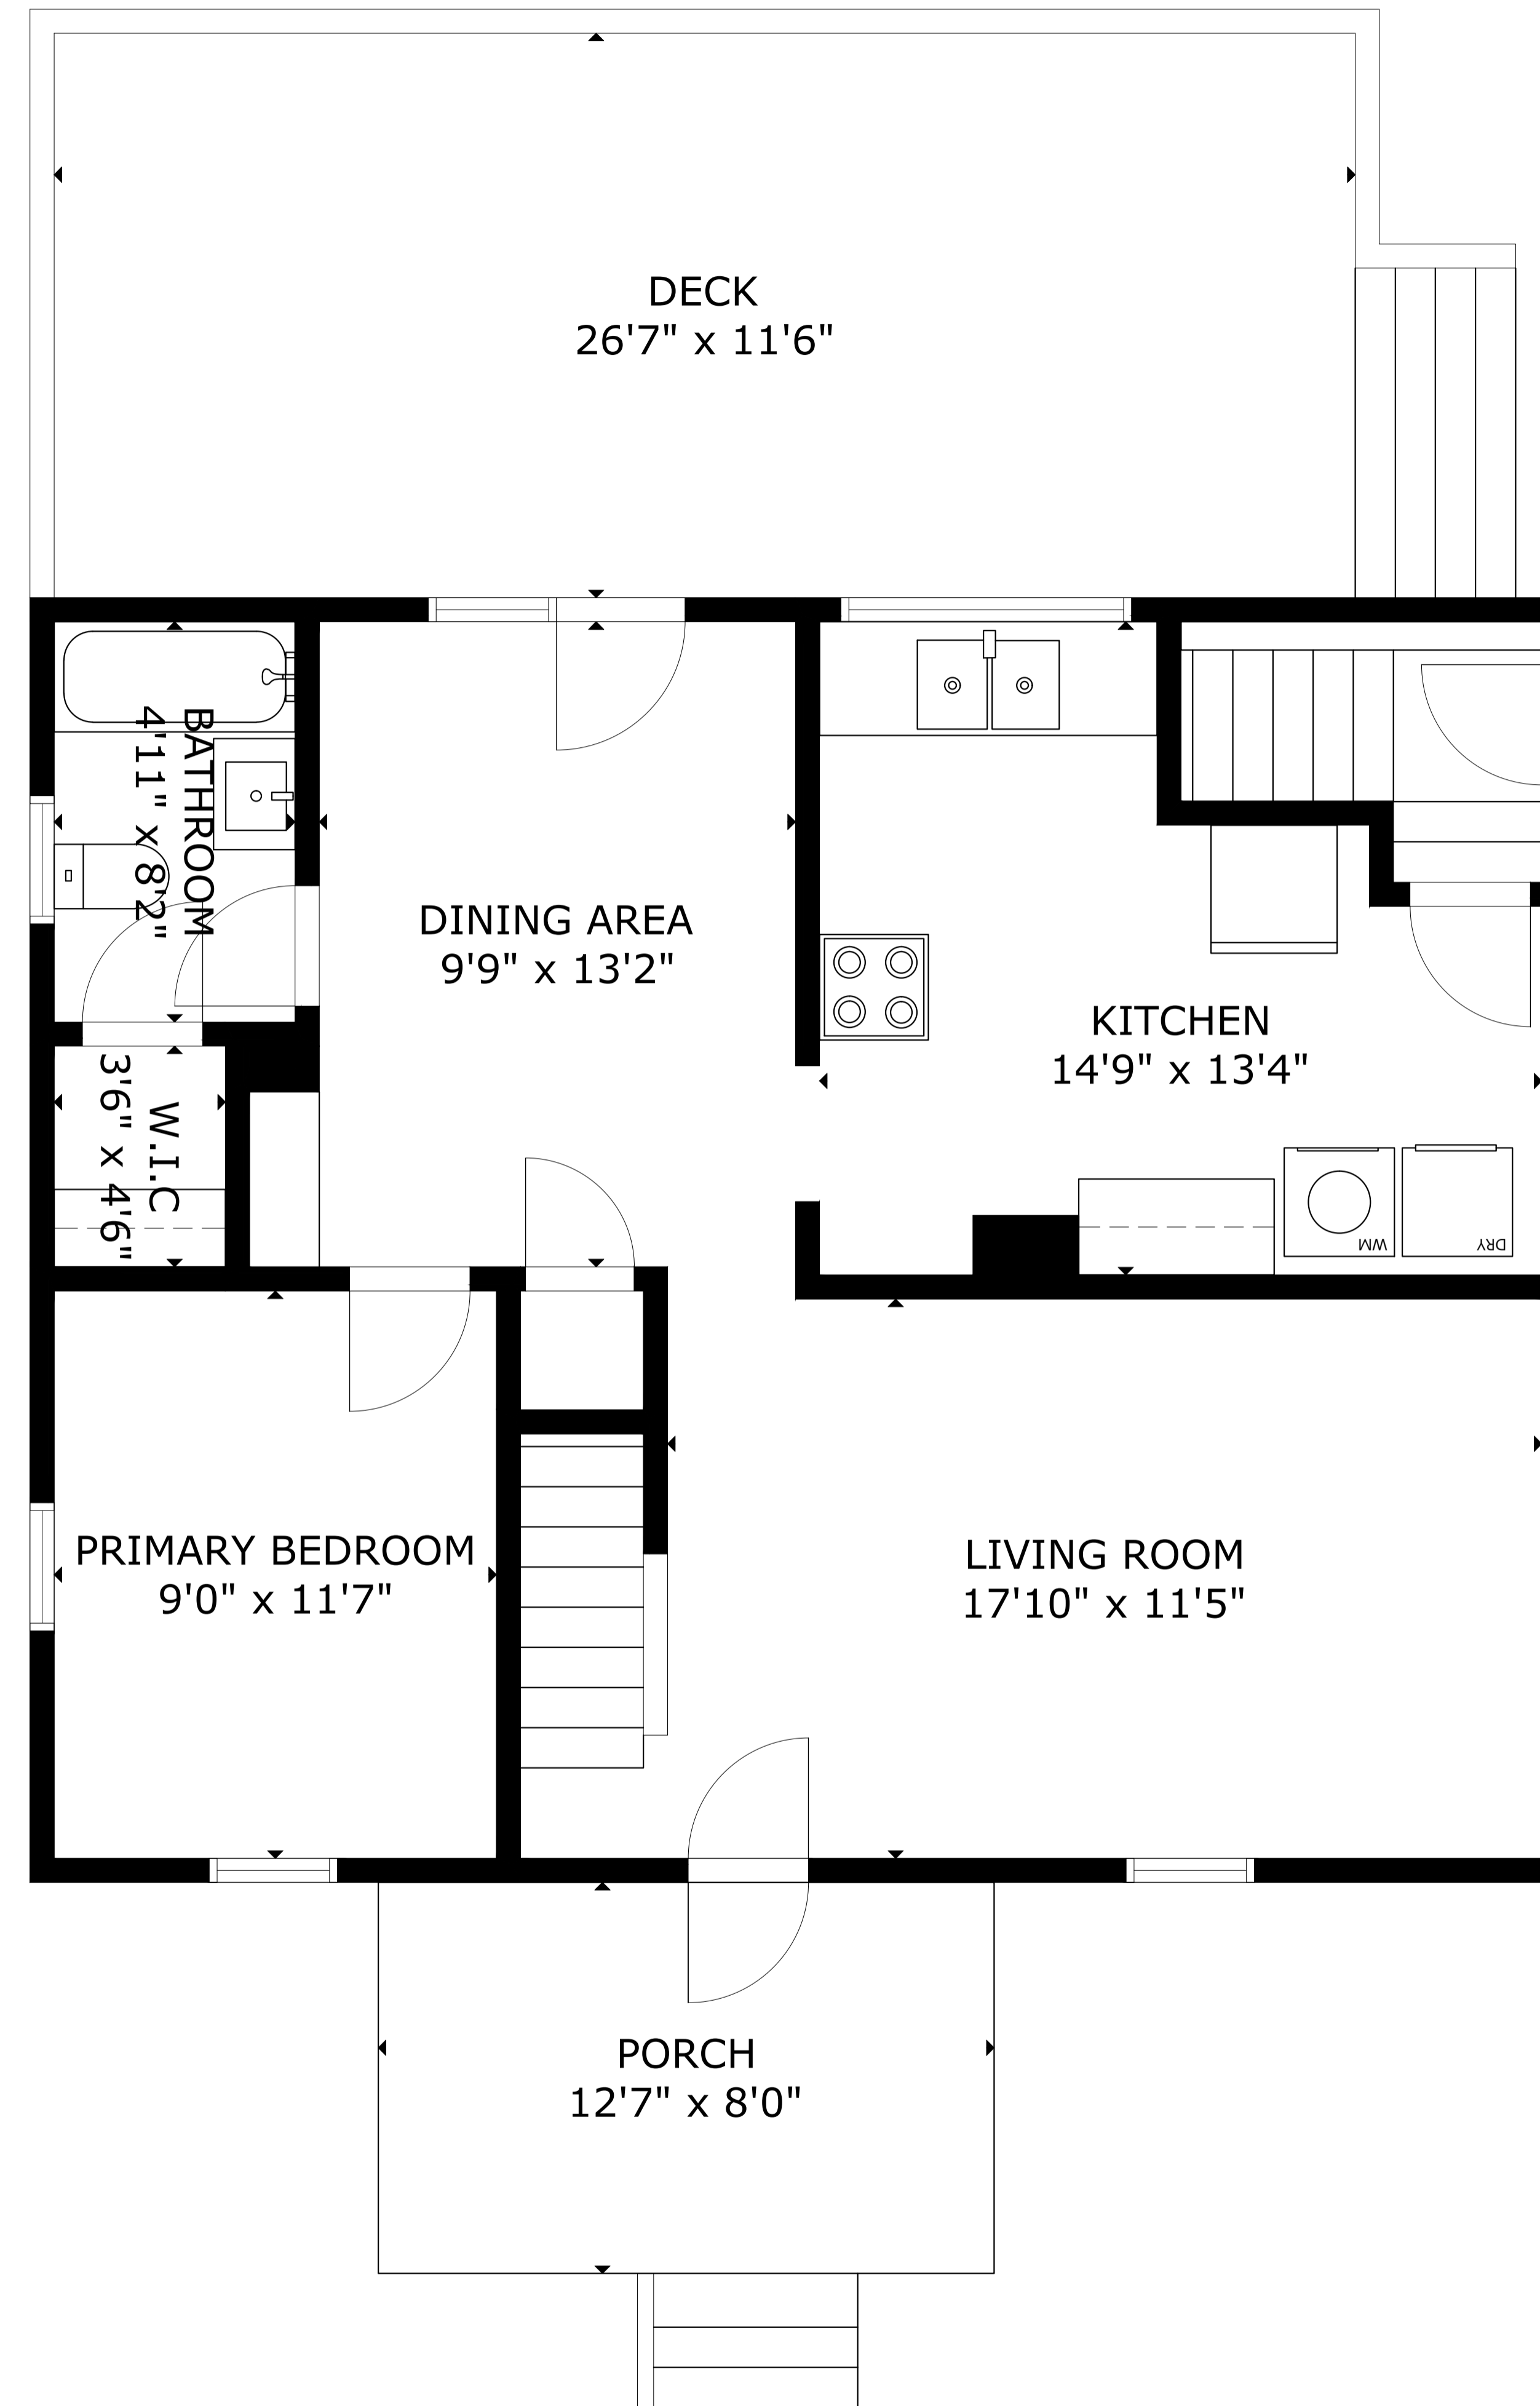 DECK
26'7" x 11'6"
BATHROOM
4'11" x 8'2"
DINING AREA
9'9" x 13'2"
KITCHEN
14'9" x 13'4"
W.I.C
3'6" x 4'6"
WM
DRY
PRIMARY BEDROOM
9'0" x 11'7"
LIVING ROOM
17'10" x 11'5"
PORCH
12'7" x 8'0"